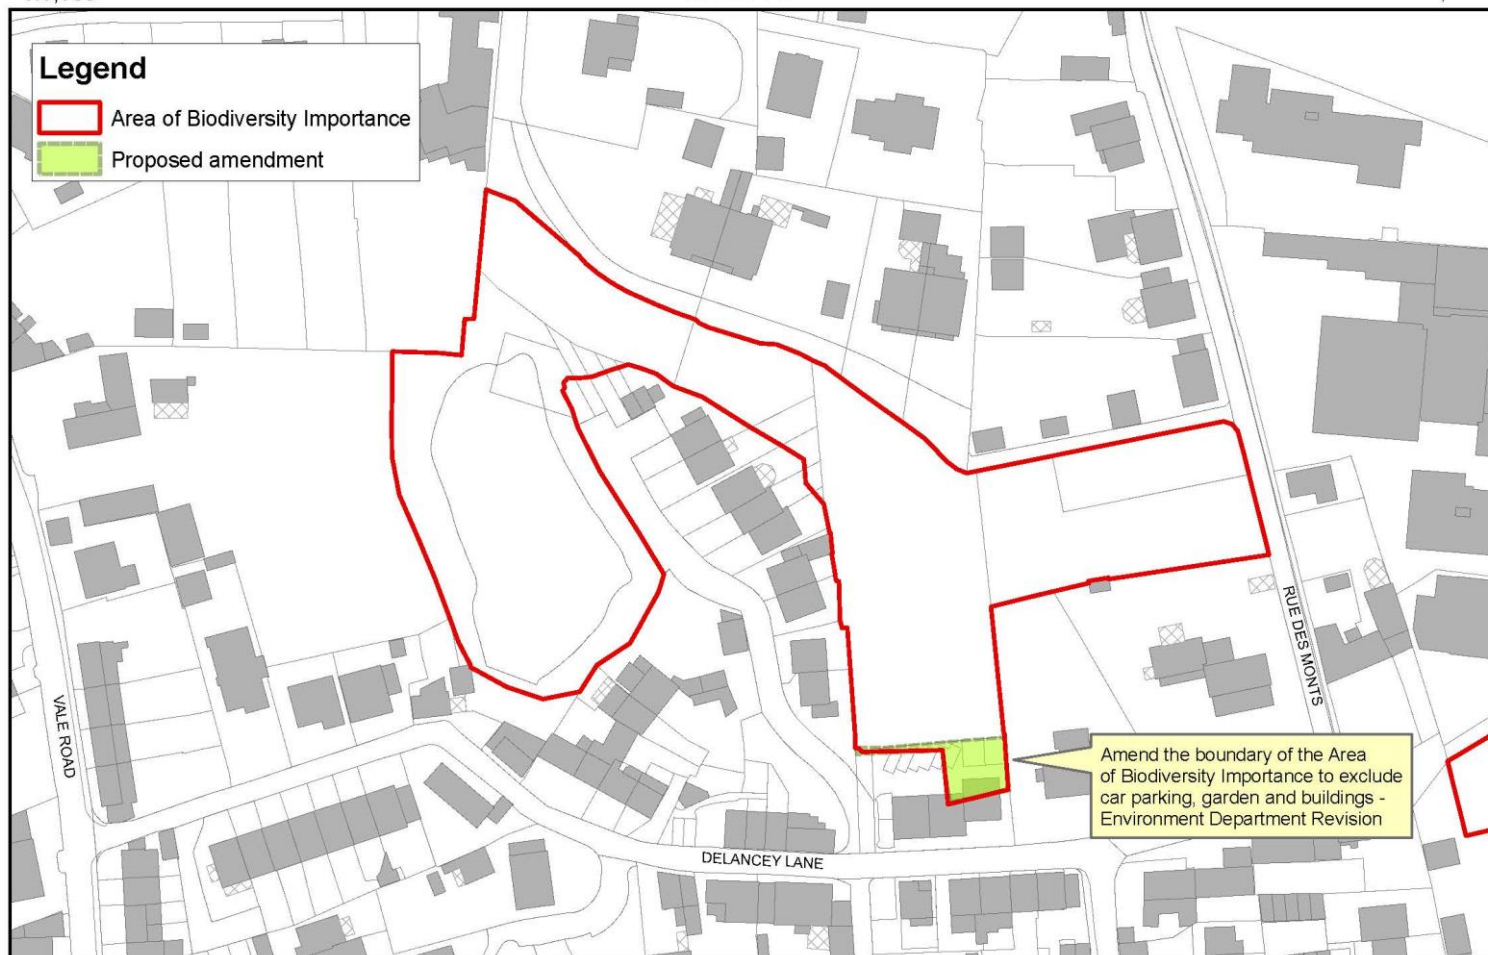 Legend
Area of Biodiversity Importance
Proposed amendment
RUE DES MONTS
VALE ROAD
Amend the boundary of the Area
of Biodiversity Importance to exclude
car parking, garden and buildings -
Environment Department Revision
DELANCEY LANE